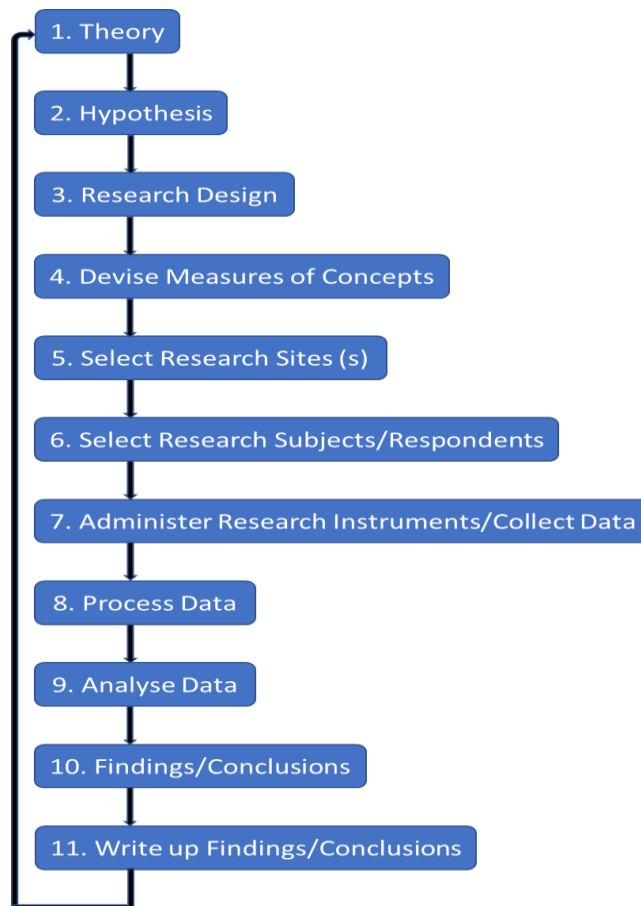 1. Theory
2. Hypothesis
3. Research Design
4. Devise Measures of Concepts
5. Select Research Sites (s)
6. Select Research Subjects/Respondents
7. Administer Research Instruments/Collect Data
8. Process Data
9. Analyse Data
10. Findings/Conclusions
11. Write up Findings/Conclusions